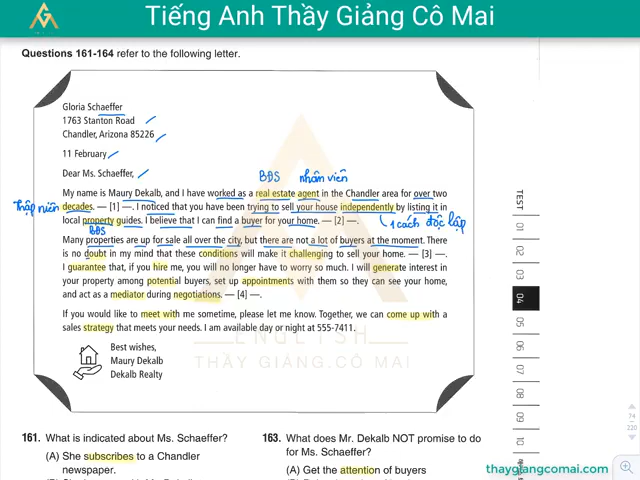 Tiếng Anh Thầy Giảng Cô Mai
Questions 161-164 refer to the following letter.
Gloria Schaeffer
1763 Stanton Road
Chandler, Arizona 85226
11 February
Dear Ms. Schaeffer,
BĐS nhân viên
My name is Maury Dekalb, and I have worked as a real estate agent in the Chandler area for over two
thập niên
decades. — [1] —. I noticed that you have been trying to sell your house independently by listing it in
local property guides. I believe that I can find a buyer for your home. — [2] —.
BĐS
1 cách độc lập
Many properties are up for sale all over the city, but there are not a lot of buyers at the moment. There
is no doubt in my mind that these conditions will make it challenging to sell your home. — [3] —.
I guarantee that, if you hire me, you will no longer have to worry so much. I will generate interest in
your property among potential buyers, set up appointments with them so they can see your home,
and act as a mediator during negotiations. — [4] —.
If you would like to meet with me sometime, please let me know. Together, we can come up with a
sales strategy that meets your needs. I am available day or night at 555-7411.
ENGLISH
THẦY GIẢNG.CÔ MAI
Best wishes,
Maury Dekalb
Dekalb Realty
TEST
01
02
03
04
05
06
07
08
09
10
74
220
161. What is indicated about Ms. Schaeffer?
(A) She subscribes to a Chandler
newspaper.
163. What does Mr. Dekalb NOT promise to do
for Ms. Schaeffer?
(A) Get the attention of buyers
thaygiangcomai.com